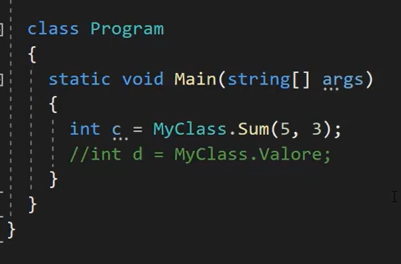 class Program
{
static void Main(string[] args)
{
int c = MyClass.Sum(5, 3);
//int d = MyClass.Valore;
}
}
}